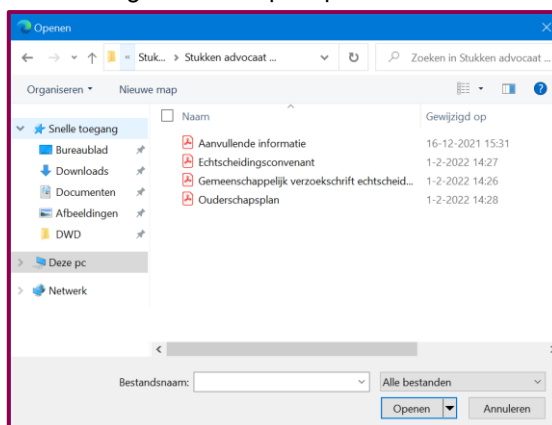 Openen
Stuk... > Stukken advocaat ...
Zoeken in Stukken advocaat ...
Organiseren
Nieuwe map
Naam
Gewijzigd op
Snelle toegang
Bureaublad
Downloads
Documenten
Afbeeldingen
DWD
Deze pc
Netwerk
Aanvullende informatie 16-12-2021 15:31
Echtscheidingsconvenant 1-2-2022 14:27
Gemeenschappelijk verzoekschrift echtscheid... 1-2-2022 14:26
Ouderschapsplan 1-2-2022 14:28
Bestandsnaam:
Alle bestanden
Openen
Annuleren